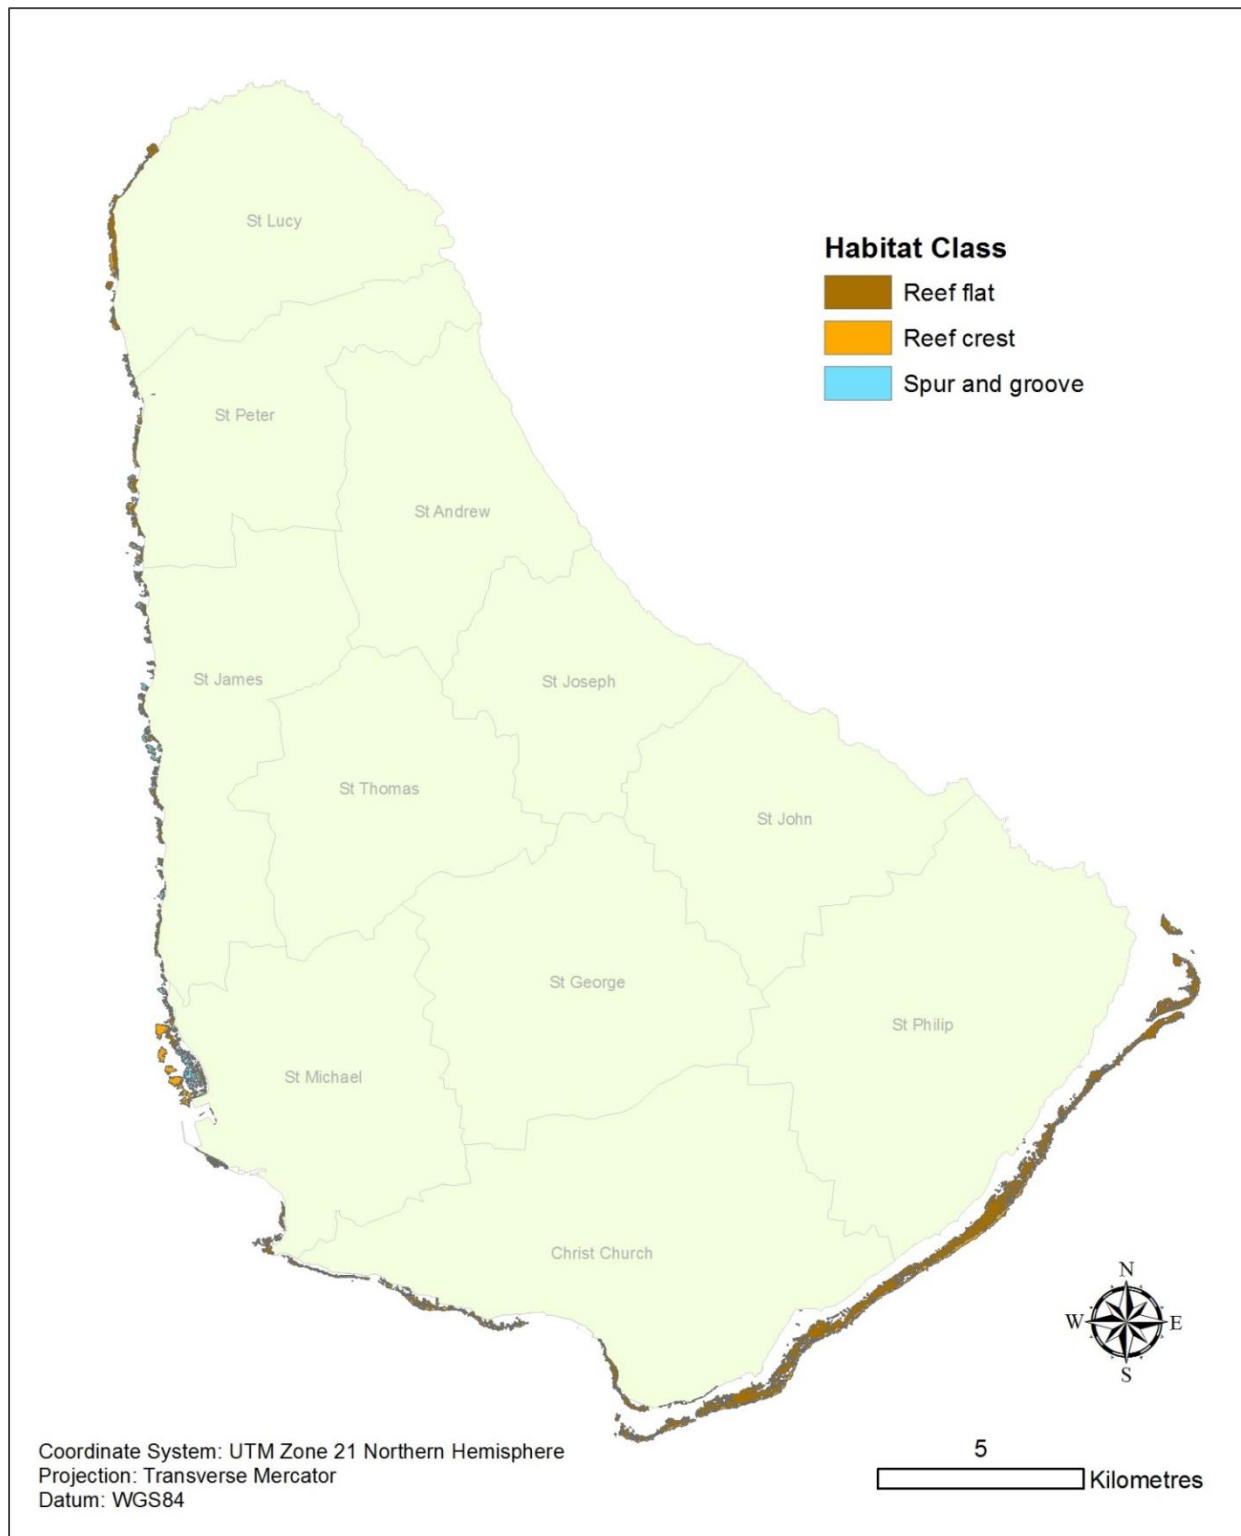 St Lucy
Habitat Class
Reef flat
Reef crest
Spur and groove
St Peter
St Andrew
St James
St Joseph
St Thomas
St John
St George
St Philip
St Michael
Christ Church
N
W
E
S
Coordinate System: UTM Zone 21 Northern Hemisphere
Projection: Transverse Mercator
Datum: WGS84
5
Kilometres